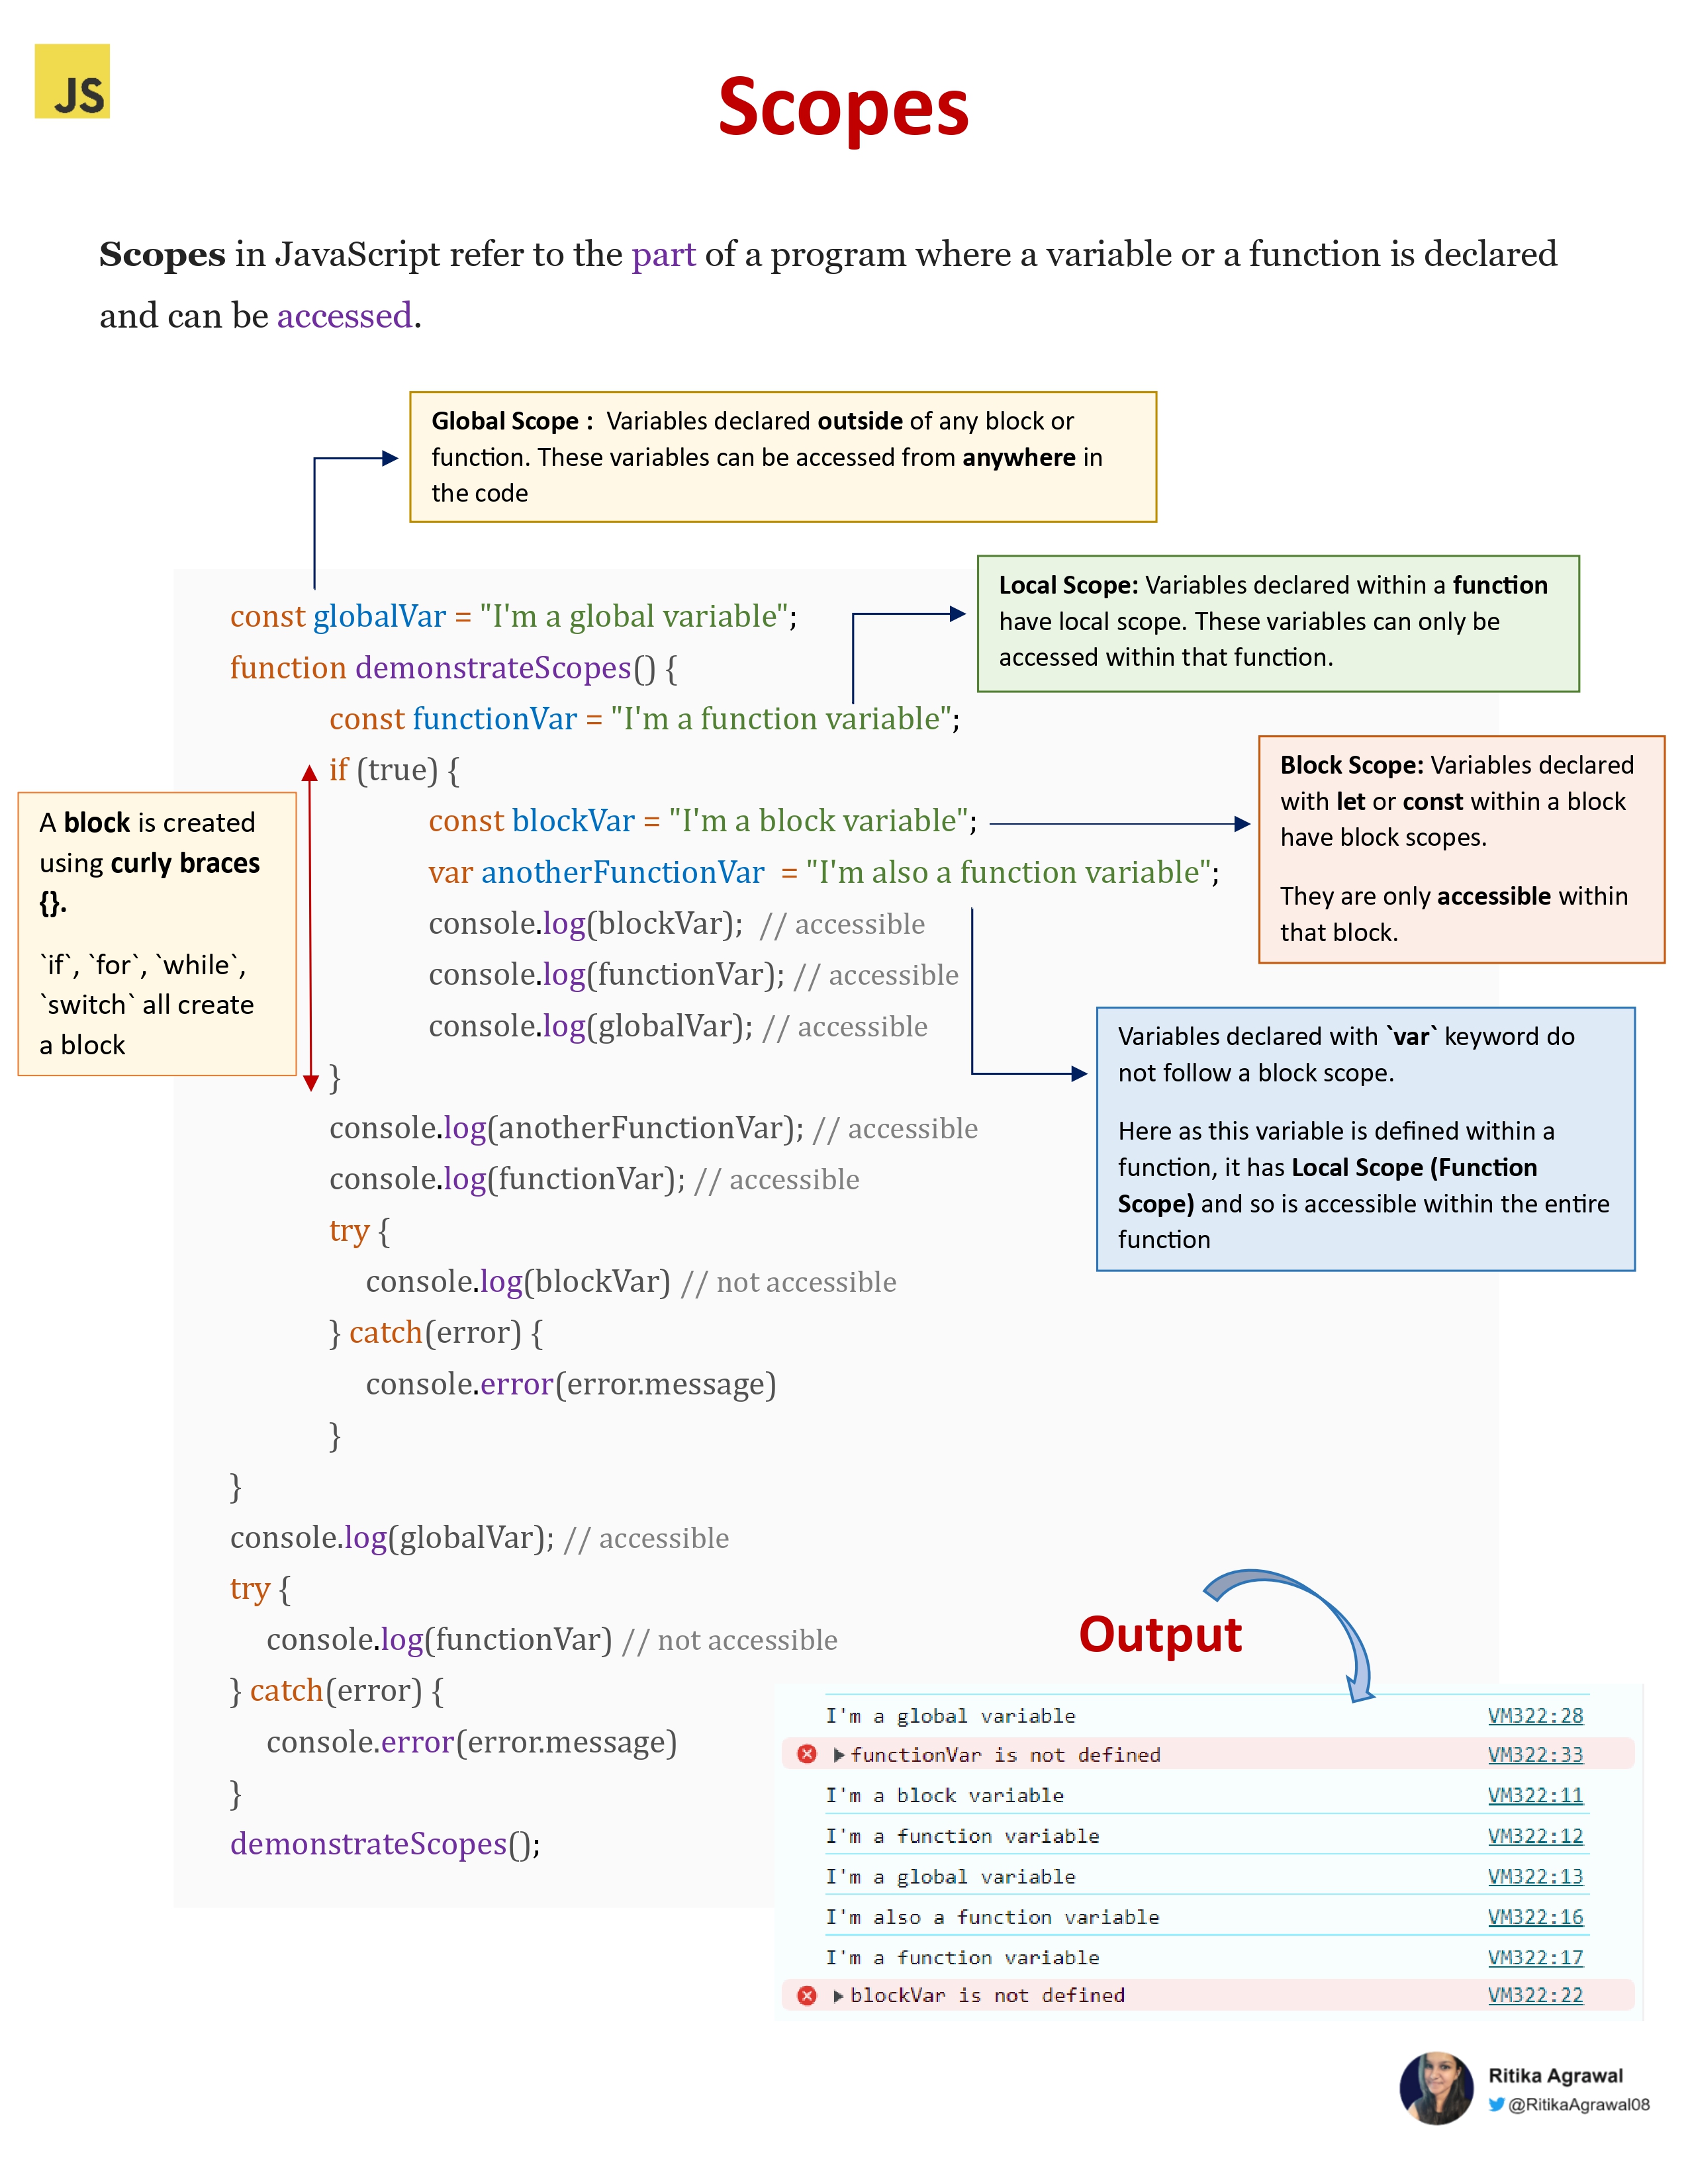 JS
Scopes
Scopes in JavaScript refer to the part of a program where a variable or a function is declared
and can be accessed.
Global Scope :  Variables declared outside of any block or
function. These variables can be accessed from anywhere in
the code
Local Scope: Variables declared within a function
have local scope. These variables can only be
accessed within that function.
const globalVar = "I'm a global variable";
function demonstrateScopes() {
const functionVar = "I'm a function variable";
if (true) {
const blockVar = "I'm a block variable";
var anotherFunctionVar  = "I'm also a function variable";
console.log(blockVar);  // accessible
console.log(functionVar); // accessible
console.log(globalVar); // accessible
}
Block Scope: Variables declared
with let or const within a block
have block scopes.
They are only accessible within
that block.
A block is created
using curly braces
{}.
`if`, `for`, `while`,
`switch` all create
a block
Variables declared with `var` keyword do
not follow a block scope.
Here as this variable is defined within a
function, it has Local Scope (Function
Scope) and so is accessible within the entire
function
console.log(anotherFunctionVar); // accessible
console.log(functionVar); // accessible
try {
console.log(blockVar) // not accessible
} catch(error) {
console.error(error.message)
}
}
console.log(globalVar); // accessible
try {
console.log(functionVar) // not accessible
} catch(error) {
console.error(error.message)
}
demonstrateScopes();
Output
I'm a global variable VM322:28
functionVar is not defined VM322:33
I'm a block variable VM322:11
I'm a function variable VM322:12
I'm a global variable VM322:13
I'm also a function variable VM322:16
I'm a function variable VM322:17
blockVar is not defined VM322:22
Ritika Agrawal
@RitikaAgrawal08